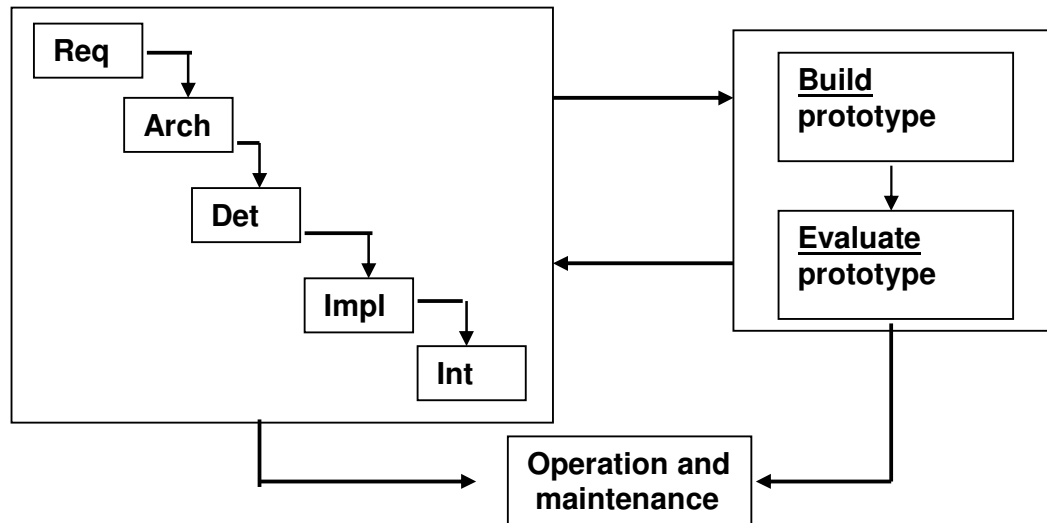 Req
Arch
Det
Impl
Int
Build
prototype
Evaluate
prototype
Operation and
maintenance